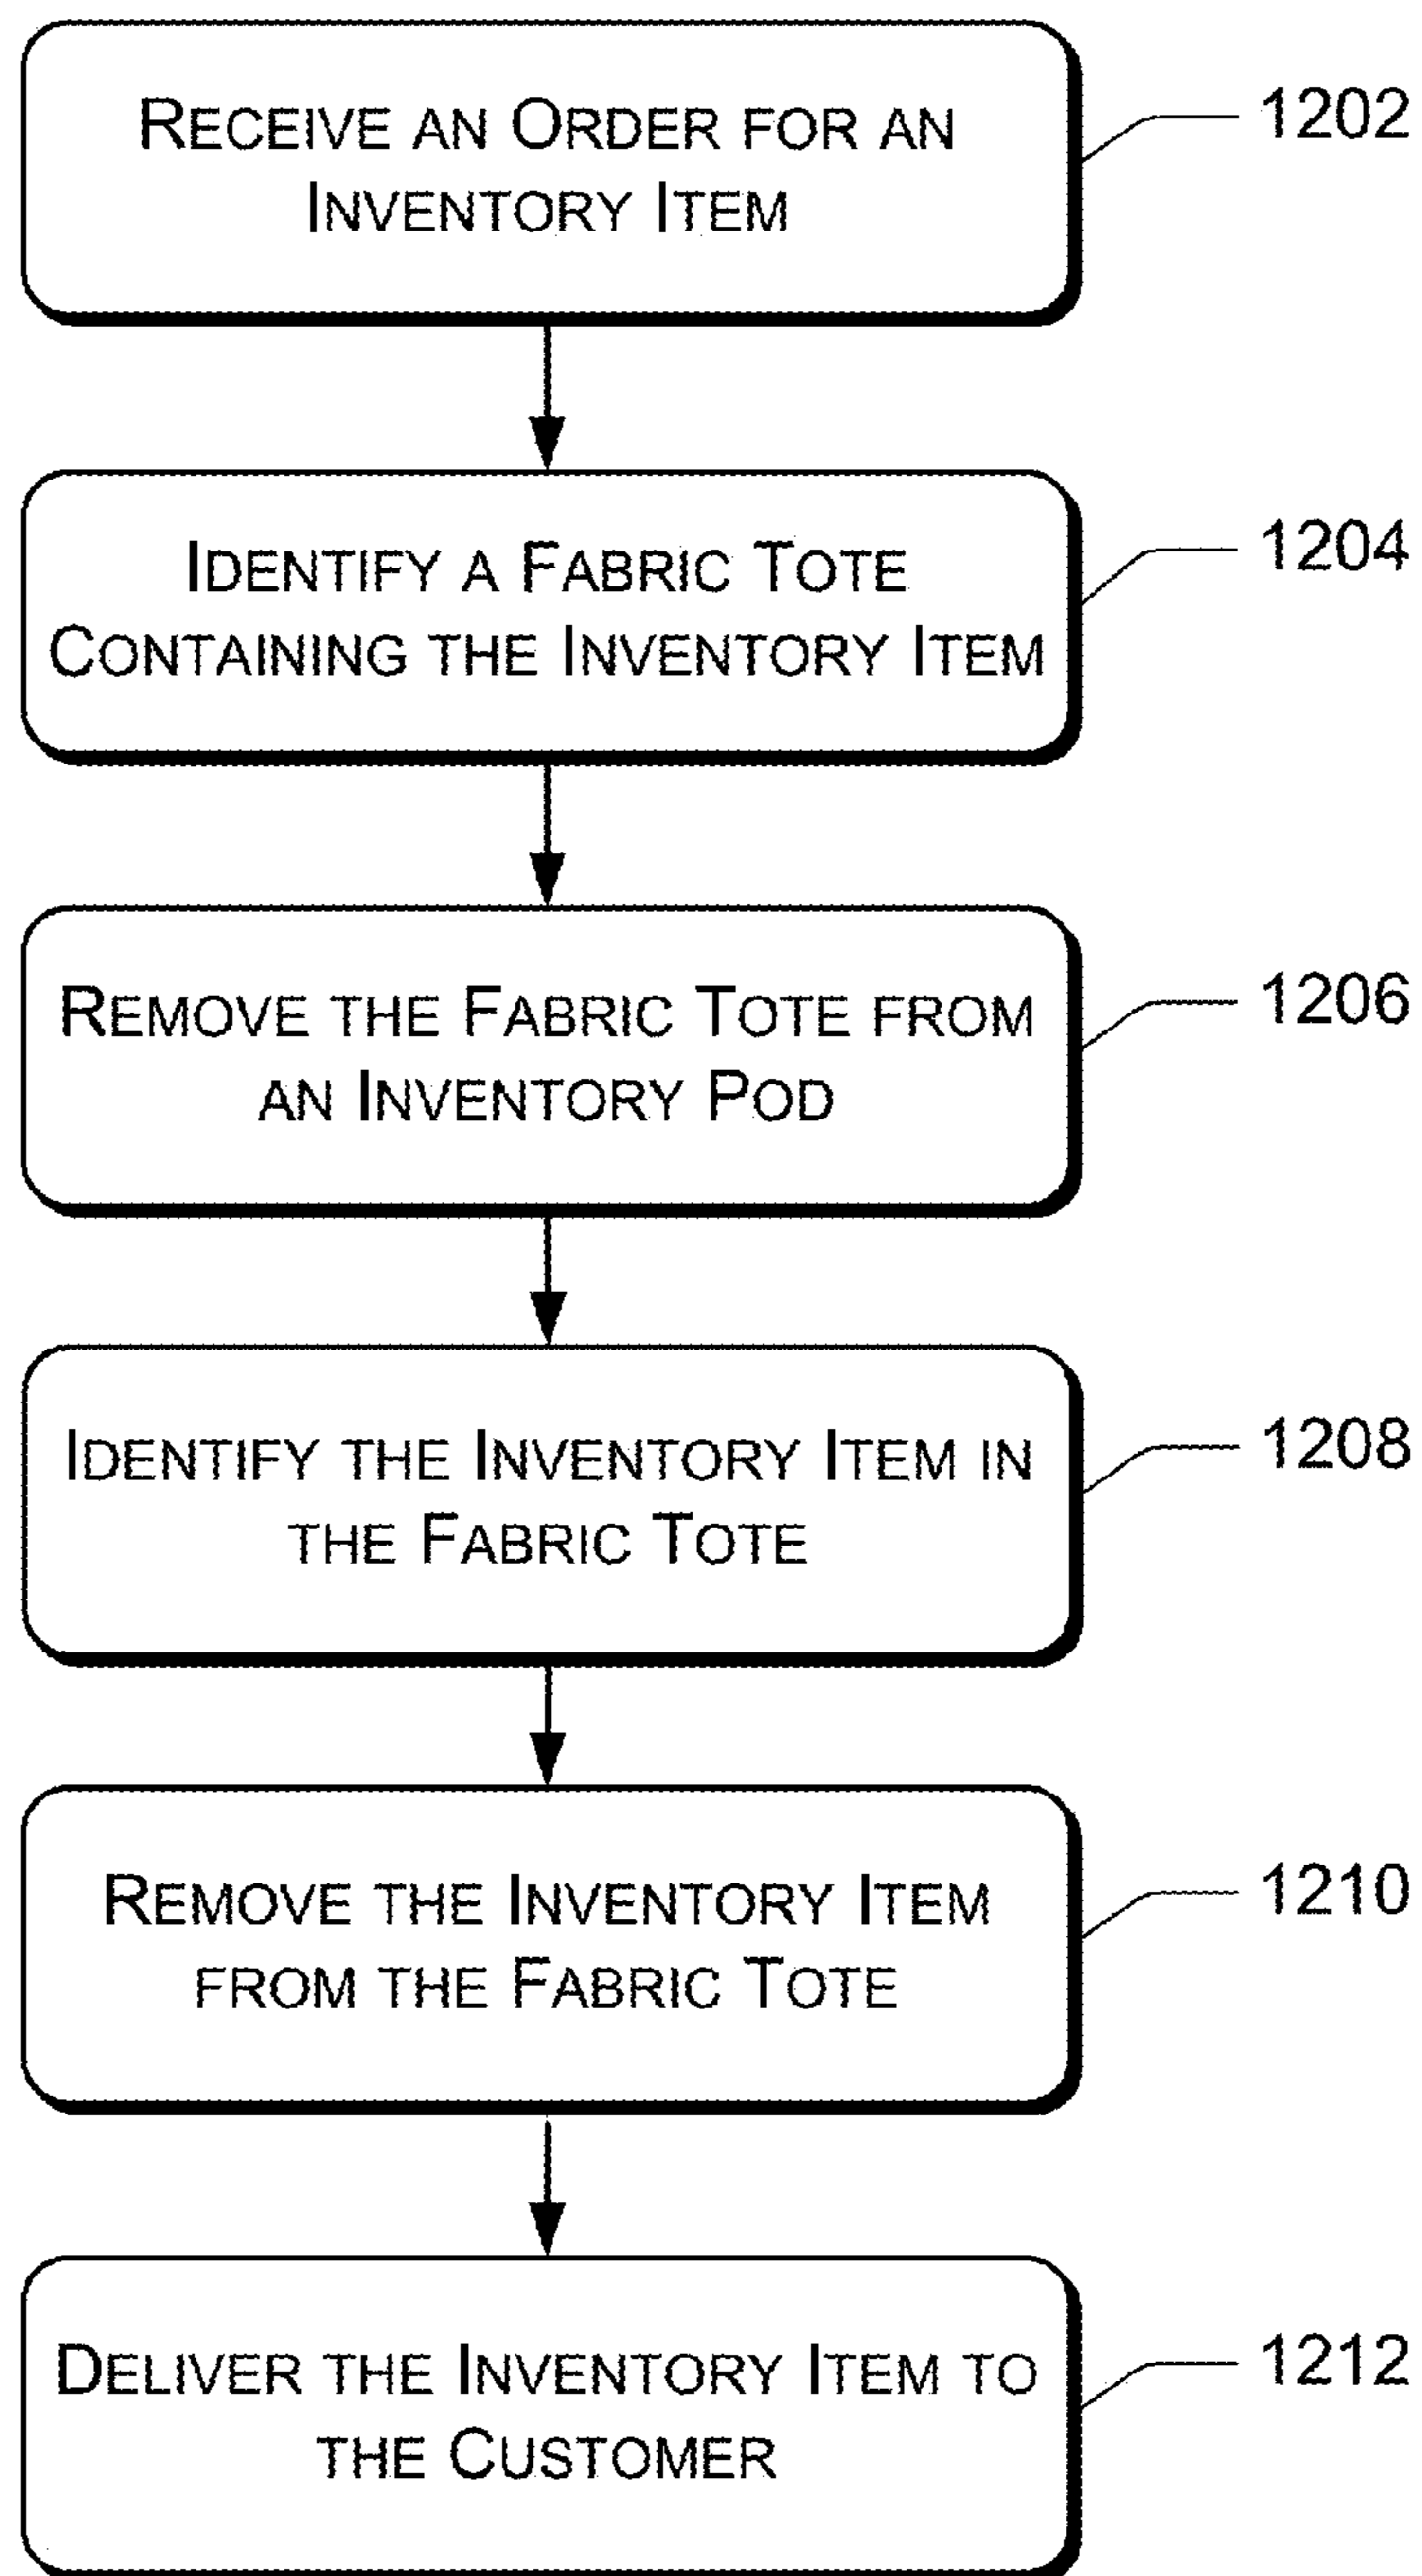 RECEIVE AN ORDER FOR AN
INVENTORY ITEM
1202
IDENTIFY A FABRIC TOTE
CONTAINING THE INVENTORY ITEM
1204
REMOVE THE FABRIC TOTE FROM
AN INVENTORY POD
1206
IDENTIFY THE INVENTORY ITEM IN
THE FABRIC TOTE
1208
REMOVE THE INVENTORY ITEM
FROM THE FABRIC TOTE
1210
DELIVER THE INVENTORY ITEM TO
THE CUSTOMER
1212